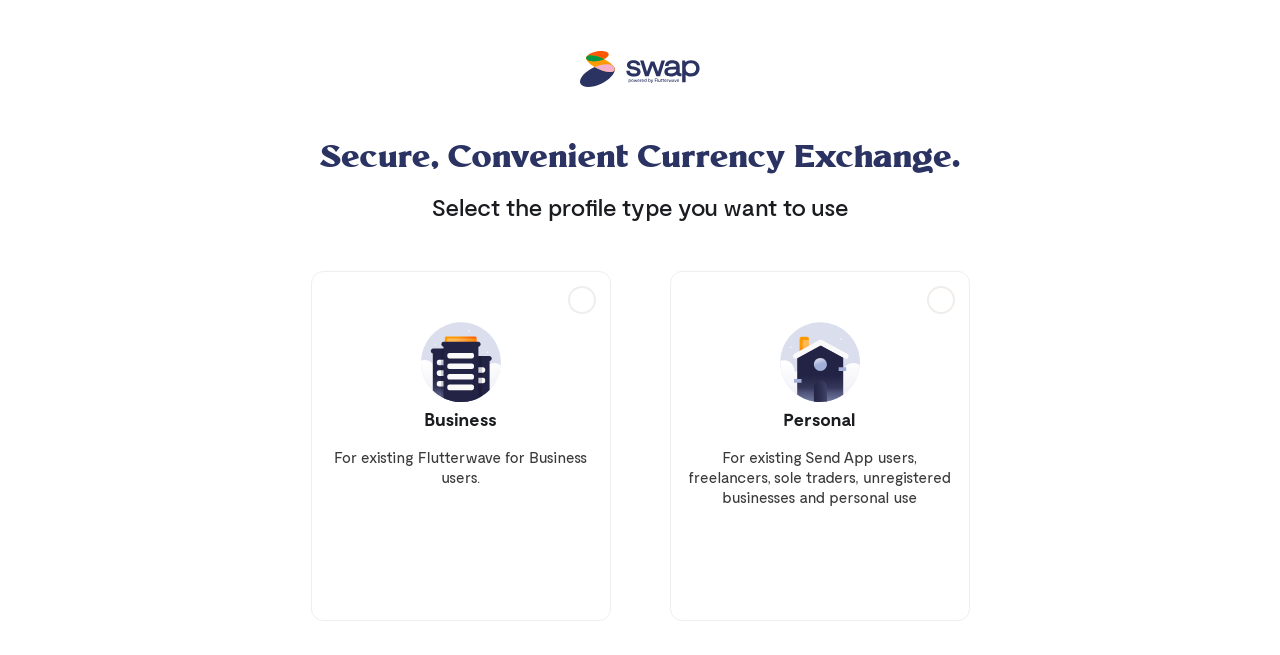 swap
powered by Flutterwave
Secure, Convenient Currency Exchange.
Select the profile type you want to use
Business
For existing Flutterwave for Business
users.
Personal
For existing Send App users,
freelancers, sole traders, unregistered
businesses and personal use